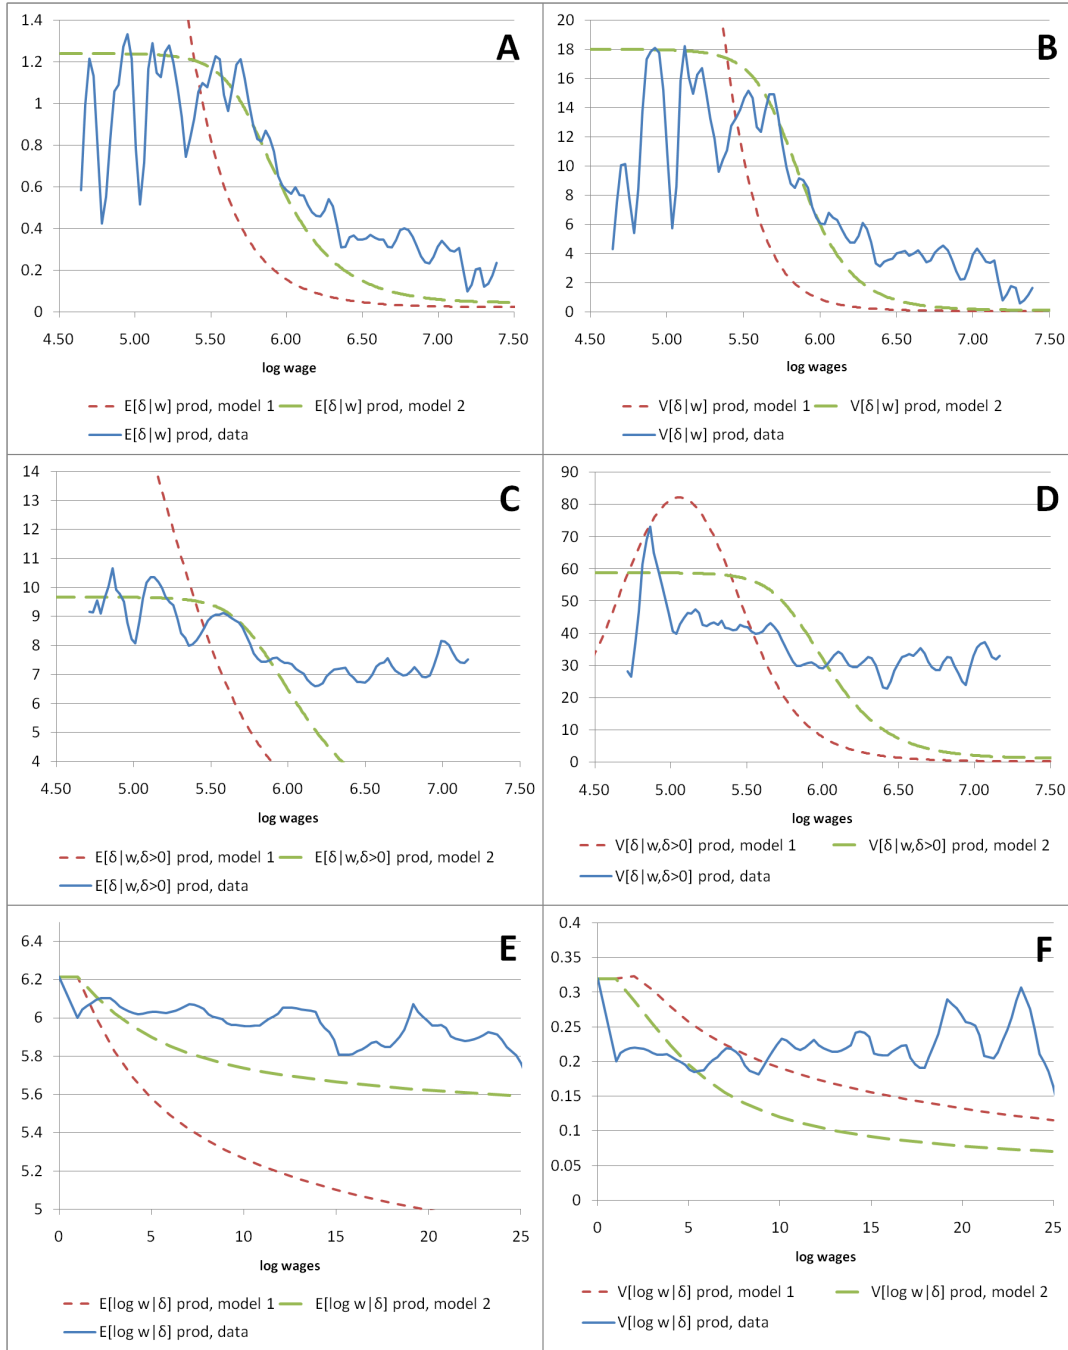 A
1.4
1.2
1
0.8
0.6
0.4
0.2
0
4.50 5.00 5.50 6.00 6.50 7.00 7.50
log wage
E[δ|w] prod, model 1 E[δ|w] prod, model 2
E[δ|w] prod, data
B
20
18
16
14
12
10
8
6
4
2
0
4.50 5.00 5.50 6.00 6.50 7.00 7.50
log wages
V[δ|w] prod, model 1 V[δ|w] prod, model 2
V[δ|w] prod, data
C
14
13
12
11
10
9
8
7
6
5
4
4.50 5.00 5.50 6.00 6.50 7.00 7.50
log wages
E[δ|w,δ>0] prod, model 1 E[δ|w,δ>0] prod, model 2
E[δ|w,δ>0] prod, data
D
90
80
70
60
50
40
30
20
10
0
4.50 5.00 5.50 6.00 6.50 7.00 7.50
log wages
V[δ|w,δ>0] prod, model 1 V[δ|w,δ>0] prod, model 2
V[δ|w,δ>0] prod, data
E
6.4
6.2
6
5.8
5.6
5.4
5.2
5
0 5 10 15 20 25
log wages
E[log w|δ] prod, model 1 E[log w|δ] prod, model 2
E[log w|δ] prod, data
F
0.4
0.35
0.3
0.25
0.2
0.15
0.1
0.05
0
0 5 10 15 20 25
log wages
V[log w|δ] prod, model 1 V[log w|δ] prod, model 2
V[log w|δ] prod, data